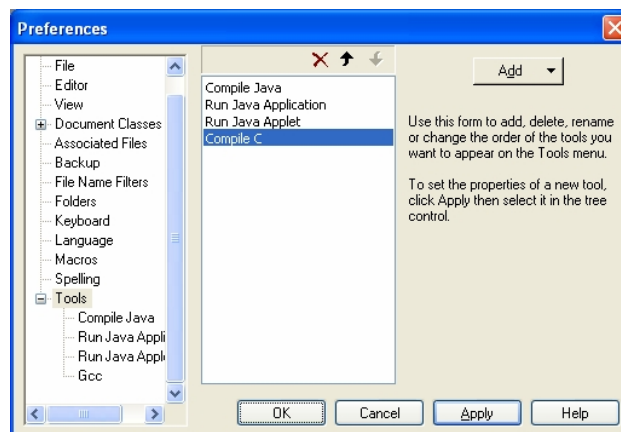 Preferences
File
Editor
View
Document Classes
Associated Files
Backup
File Name Filters
Folders
Keyboard
Language
Macros
Spelling
Tools
Compile Java
Run Java Appli
Run Java Appl
Gcc
Compile Java
Run Java Application
Run Java Applet
Compile C
Add
Use this form to add, delete, rename
or change the order of the tools you
want to appear on the Tools menu.
To set the properties of a new tool,
click Apply then select it in the tree
control.
OK
Cancel
Apply
Help